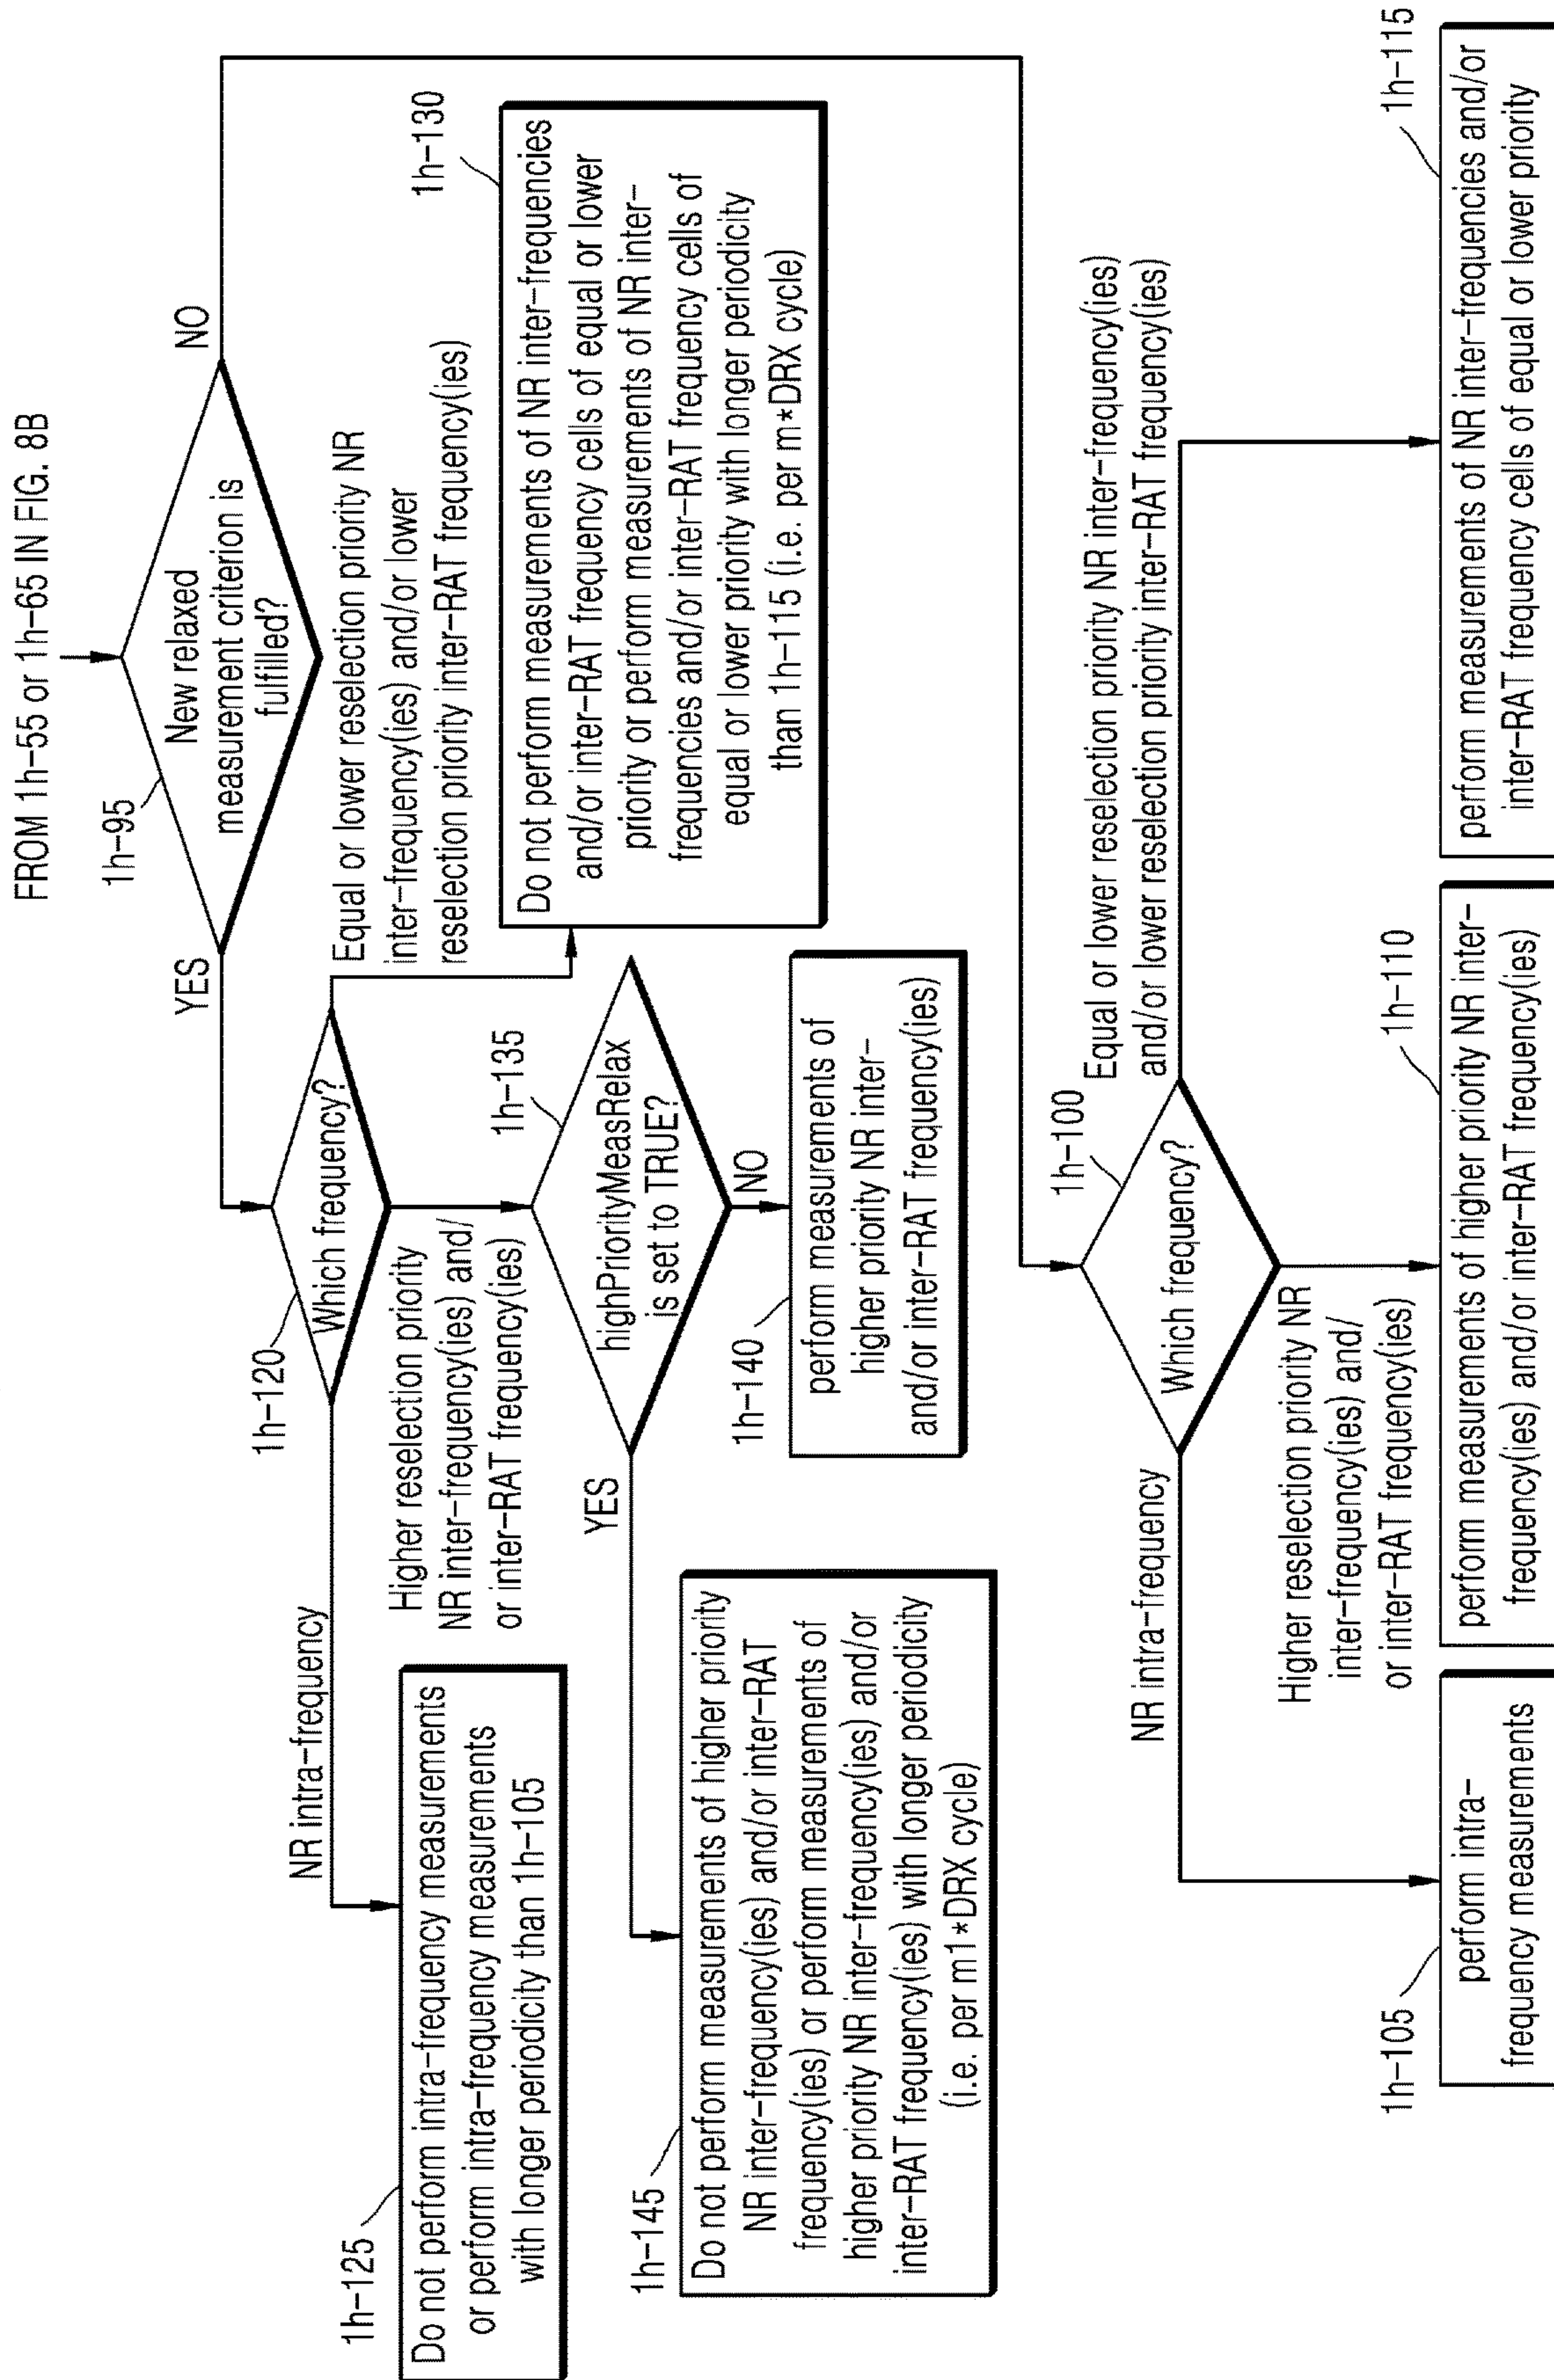 FROM 1h-55 or 1h-65 IN FIG. 8B
1h-95
New relaxed
measurement criterion is
fulfilled?
YES
NO
1h-120
Which frequency?
NR intra-frequency
Equal or lower reselection priority NR
inter-frequency(ies) and/or lower
reselection priority inter-RAT frequency(ies)
Higher reselection priority
NR inter-frequency(ies) and/
or inter-RAT frequency(ies)
1h-125
Do not perform intra-frequency measurements
or perform intra-frequency measurements
with longer periodicity than 1h-105
1h-130
Do not perform measurements of NR inter-frequencies
and/or inter-RAT frequency cells of equal or lower
priority or perform measurements of NR inter-
frequencies and/or inter-RAT frequency cells of
equal or lower priority with longer periodicity
than 1h-115 (i.e. per m*DRX cycle)
1h-135
highPriorityMeasRelax
is set to TRUE?
YES
NO
1h-145
Do not perform measurements of higher priority
NR inter-frequency(ies) and/or inter-RAT
frequency(ies) or perform measurements of
higher priority NR inter-frequency(ies) and/or
inter-RAT frequency(ies) with longer periodicity
(i.e. per m1*DRX cycle)
1h-140
perform measurements of
higher priority NR inter-
and/or inter-RAT frequency(ies)
1h-100
Which frequency?
NR intra-frequency
Equal or lower reselection priority NR inter-frequency(ies)
and/or lower reselection priority inter-RAT frequency(ies)
Higher reselection priority NR
inter-frequency(ies) and/
or inter-RAT frequency(ies)
1h-105
perform intra-
frequency measurements
1h-110
perform measurements of higher priority NR inter-
frequency(ies) and/or inter-RAT frequency(ies)
1h-115
perform measurements of NR inter-frequencies and/or
inter-RAT frequency cells of equal or lower priority